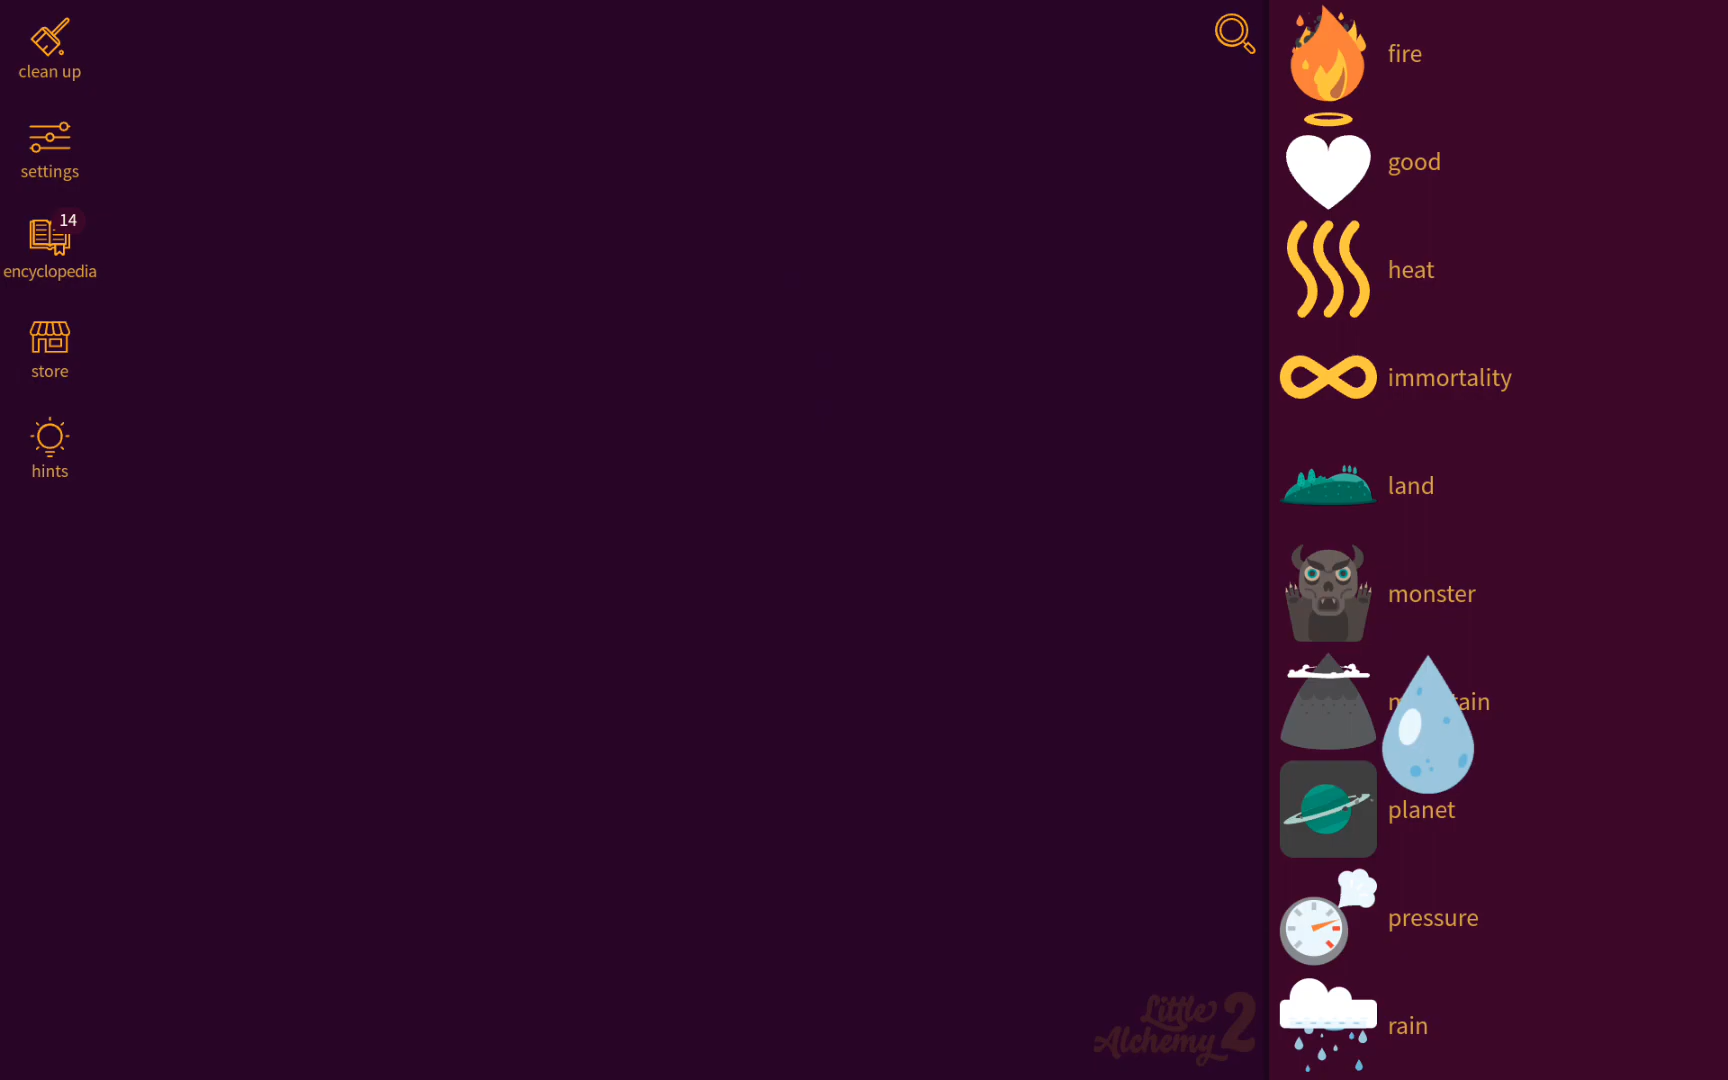 clean up
settings
14
encyclopedia
store
hints
fire
good
heat
immortality
land
monster
planet
pressure
rain
Little
Alchemy 2